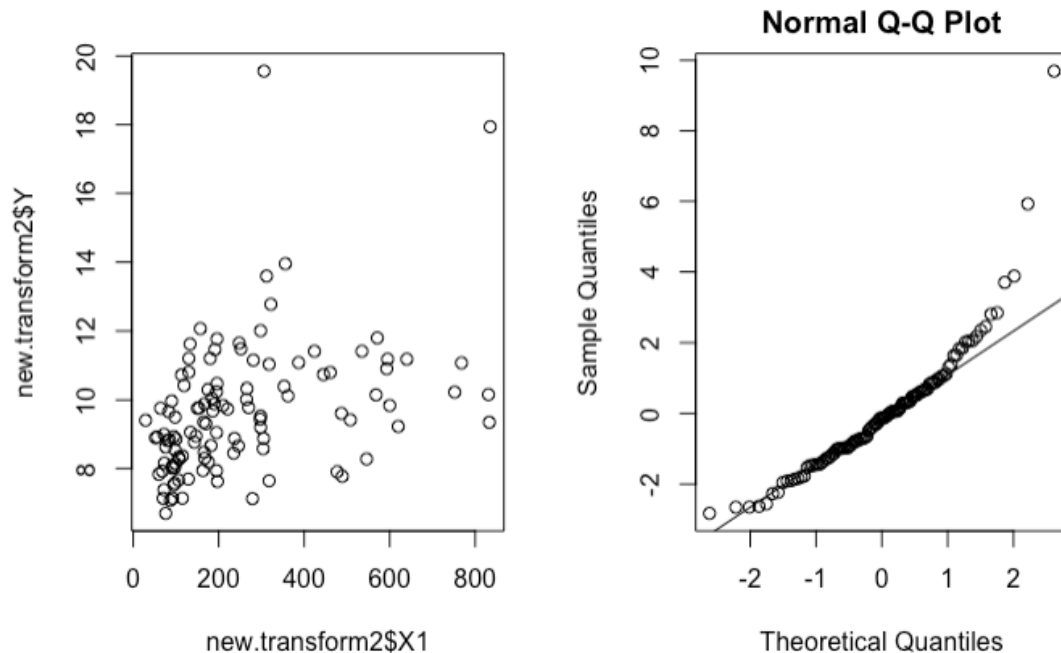 new.transform2$Y
20
18
16
14
12
10
8
0 200 400 600 800
new.transform2$X1
Normal Q-Q Plot
Sample Quantiles
10
8
6
4
2
0
-2
-2 -1 0 1 2
Theoretical Quantiles